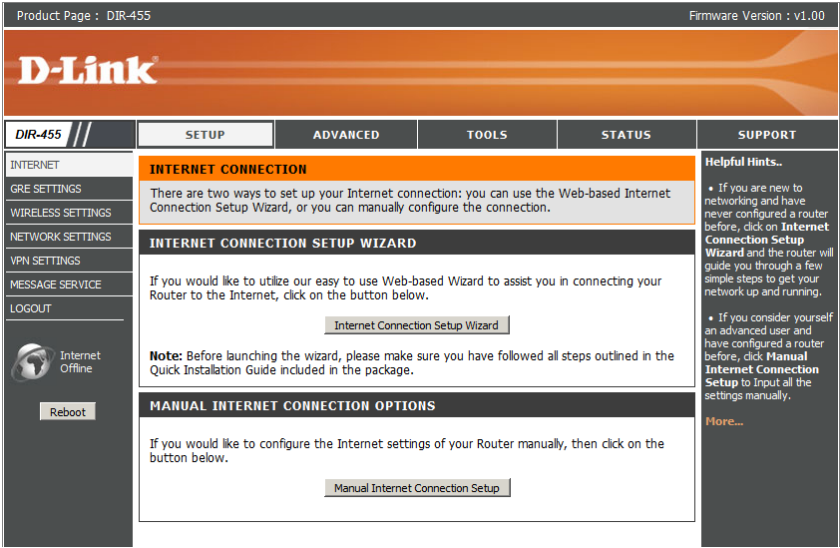 Product Page : DIR-455
Firmware Version : v1.00
D-Link
DIR-455
SETUP
ADVANCED
TOOLS
STATUS
SUPPORT
INTERNET
GRE SETTINGS
WIRELESS SETTINGS
NETWORK SETTINGS
VPN SETTINGS
MESSAGE SERVICE
LOGOUT
Internet
Offline
Reboot
INTERNET CONNECTION
There are two ways to set up your Internet connection: you can use the Web-based Internet
Connection Setup Wizard, or you can manually configure the connection.
INTERNET CONNECTION SETUP WIZARD
If you would like to utilize our easy to use Web-based Wizard to assist you in connecting your
Router to the Internet, click on the button below.
Internet Connection Setup Wizard
Note: Before launching the wizard, please make sure you have followed all steps outlined in the
Quick Installation Guide included in the package.
MANUAL INTERNET CONNECTION OPTIONS
If you would like to configure the Internet settings of your Router manually, then click on the
button below.
Manual Internet Connection Setup
Helpful Hints..
• If you are new to
networking and have
never configured a router
before, click on Internet
Connection Setup
Wizard and the router will
guide you through a few
simple steps to get your
network up and running.
• If you consider yourself
an advanced user and
have configured a router
before, click Manual
Internet Connection
Setup to Input all the
settings manually.
More...